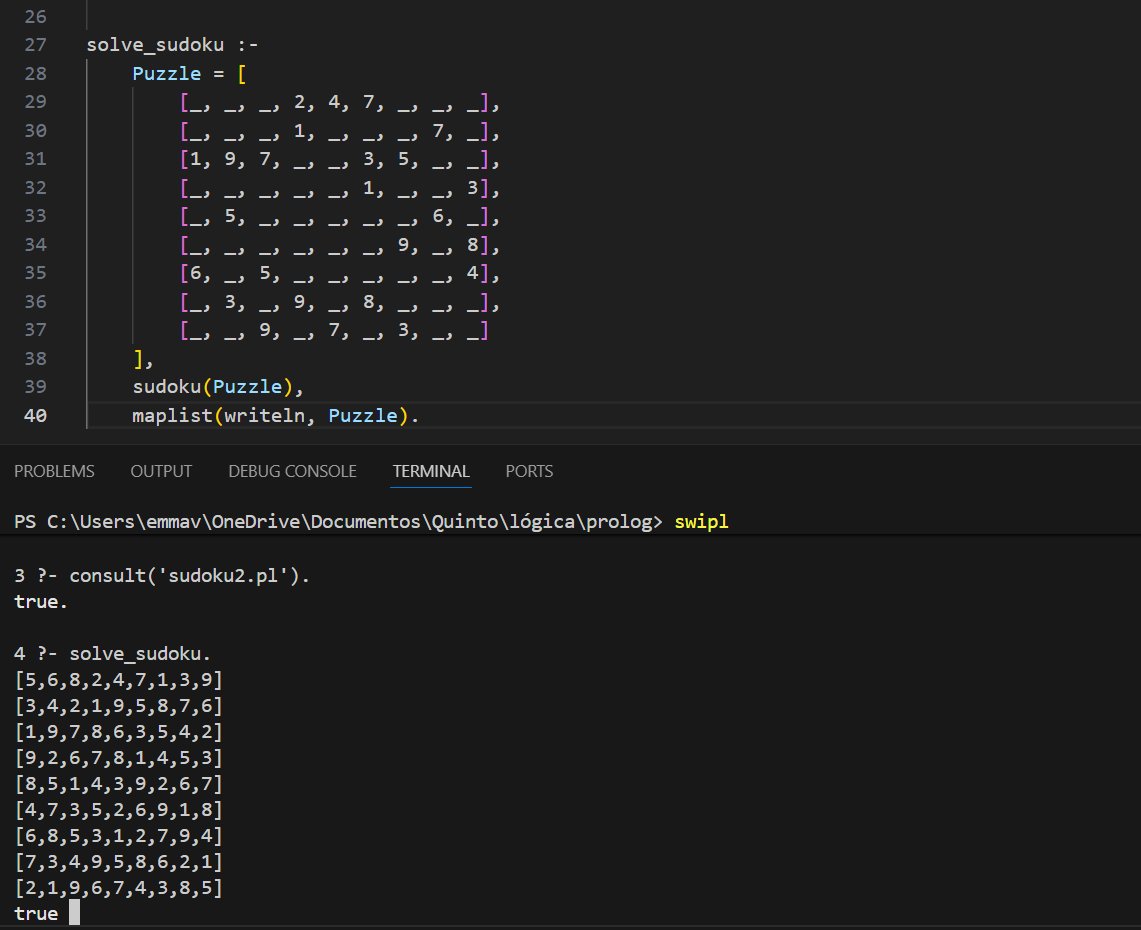 26
27 solve_sudoku :-
28 Puzzle = [
29 [_, _, _, 2, 4, 7, _, _, _],
30 [_, _, _, 1, _, _, _, 7, _],
31 [1, 9, 7, _, _, 3, 5, _, _],
32 [_, _, _, _, _, 1, _, _, 3],
33 [_, 5, _, _, _, _, _, 6, _],
34 [_, _, _, _, _, _, 9, _, 8],
35 [6, _, 5, _, _, _, _, _, 4],
36 [_, 3, _, 9, _, 8, _, _, _],
37 [_, _, 9, _, 7, _, 3, _, _]
38 ],
39 sudoku(Puzzle),
40 maplist(writeln, Puzzle).
PROBLEMS OUTPUT DEBUG CONSOLE TERMINAL PORTS
PS C:\Users\emmav\OneDrive\Documentos\Quinto\lógica\prolog> swipl
3 ?- consult('sudoku2.pl').
true.
4 ?- solve_sudoku.
[5,6,8,2,4,7,1,3,9]
[3,4,2,1,9,5,8,7,6]
[1,9,7,8,6,3,5,4,2]
[9,2,6,7,8,1,4,5,3]
[8,5,1,4,3,9,2,6,7]
[4,7,3,5,2,6,9,1,8]
[6,8,5,3,1,2,7,9,4]
[7,3,4,9,5,8,6,2,1]
[2,1,9,6,7,4,3,8,5]
true